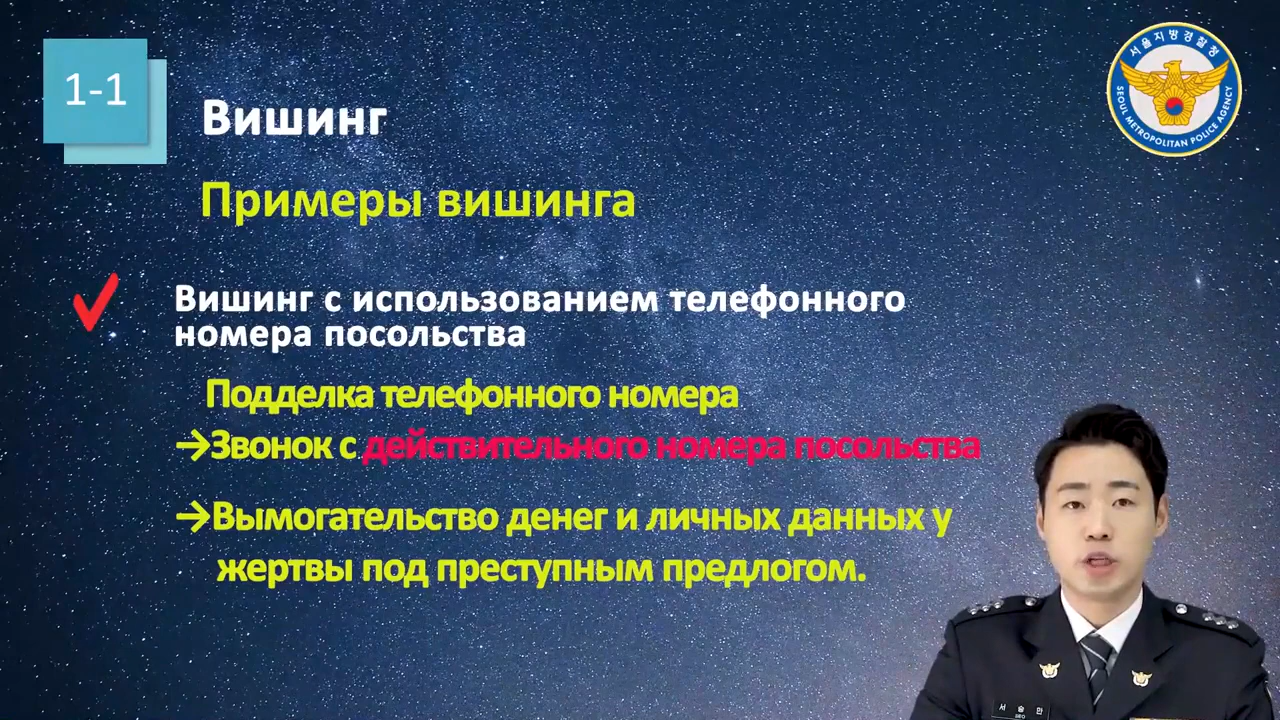 1-1
Вишинг
Примеры вишинга
Вишинг с использованием телефонного
номера посольства
Подделка телефонного номера
→Звонок с действительного номера посольства
→Вымогательство денег и личных данных у
жертвы под преступным предлогом.
서울지방경찰청
SEOUL METROPOLITAN POLICE AGENCY